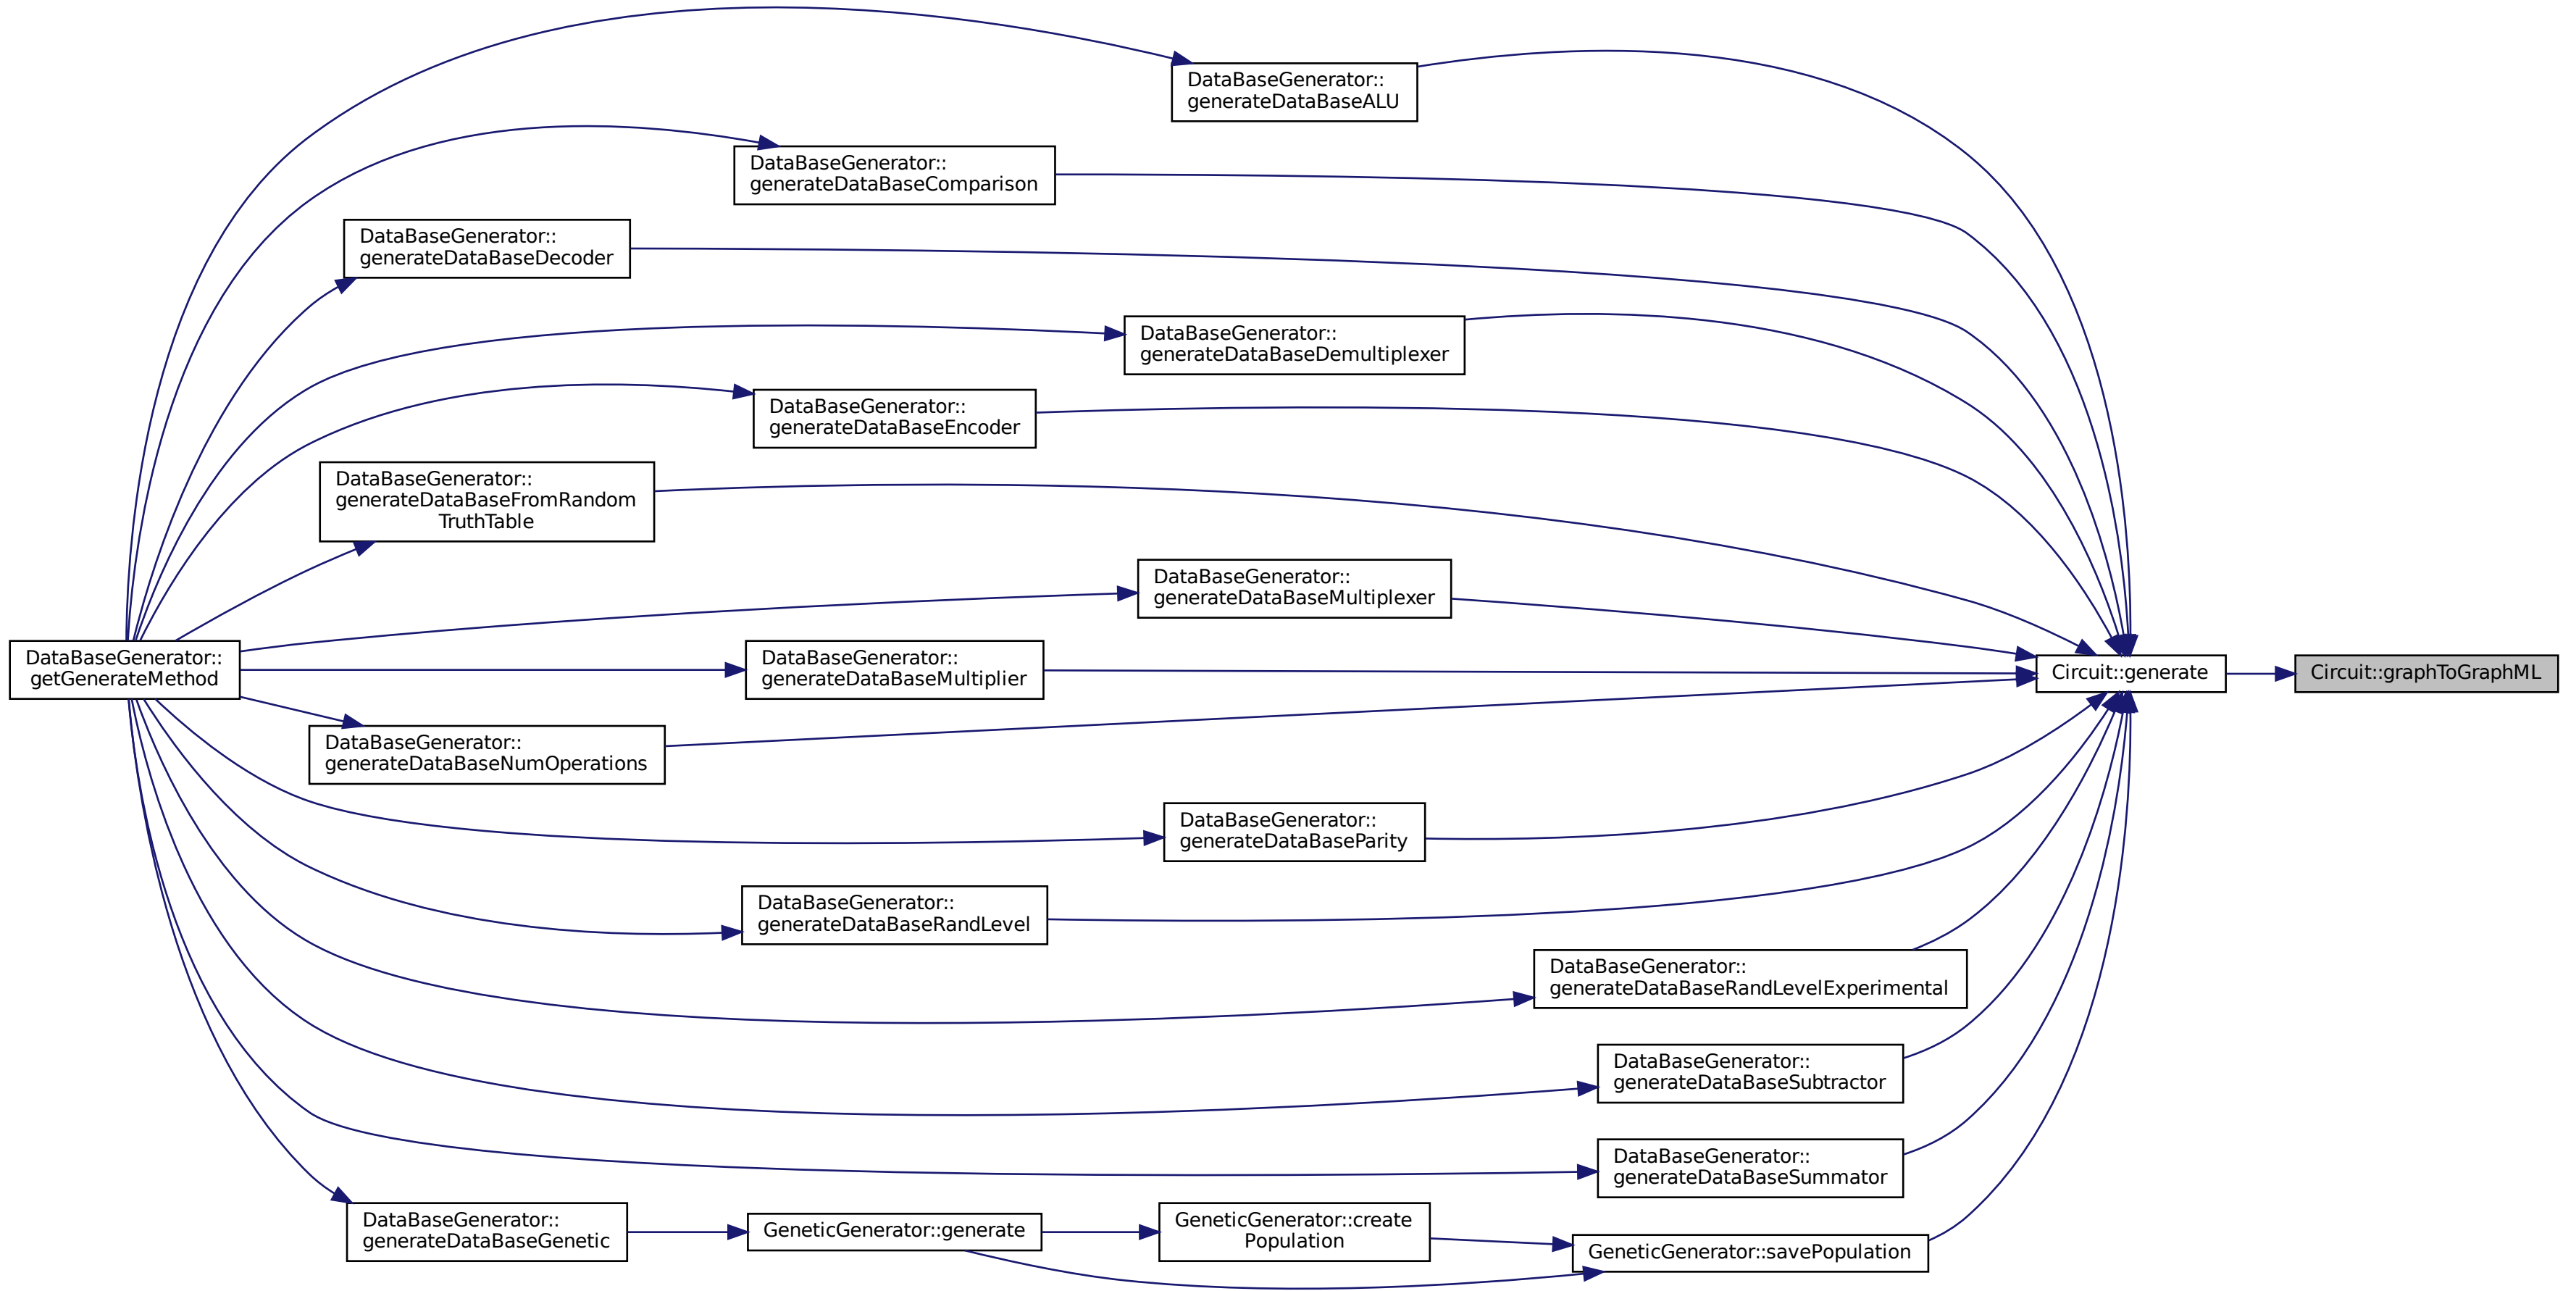 DataBaseGenerator::
generateDataBaseALU
DataBaseGenerator::
generateDataBaseComparison
DataBaseGenerator::
generateDataBaseDecoder
DataBaseGenerator::
generateDataBaseDemultiplexer
DataBaseGenerator::
generateDataBaseEncoder
DataBaseGenerator::
generateDataBaseFromRandom
TruthTable
DataBaseGenerator::
generateDataBaseMultiplexer
DataBaseGenerator::
getGenerateMethod
DataBaseGenerator::
generateDataBaseMultiplier
Circuit::generate
Circuit::graphToGraphML
DataBaseGenerator::
generateDataBaseNumOperations
DataBaseGenerator::
generateDataBaseParity
DataBaseGenerator::
generateDataBaseRandLevel
DataBaseGenerator::
generateDataBaseRandLevelExperimental
DataBaseGenerator::
generateDataBaseSubtractor
DataBaseGenerator::
generateDataBaseSummator
DataBaseGenerator::
generateDataBaseGenetic
GeneticGenerator::generate
GeneticGenerator::create
Population
GeneticGenerator::savePopulation